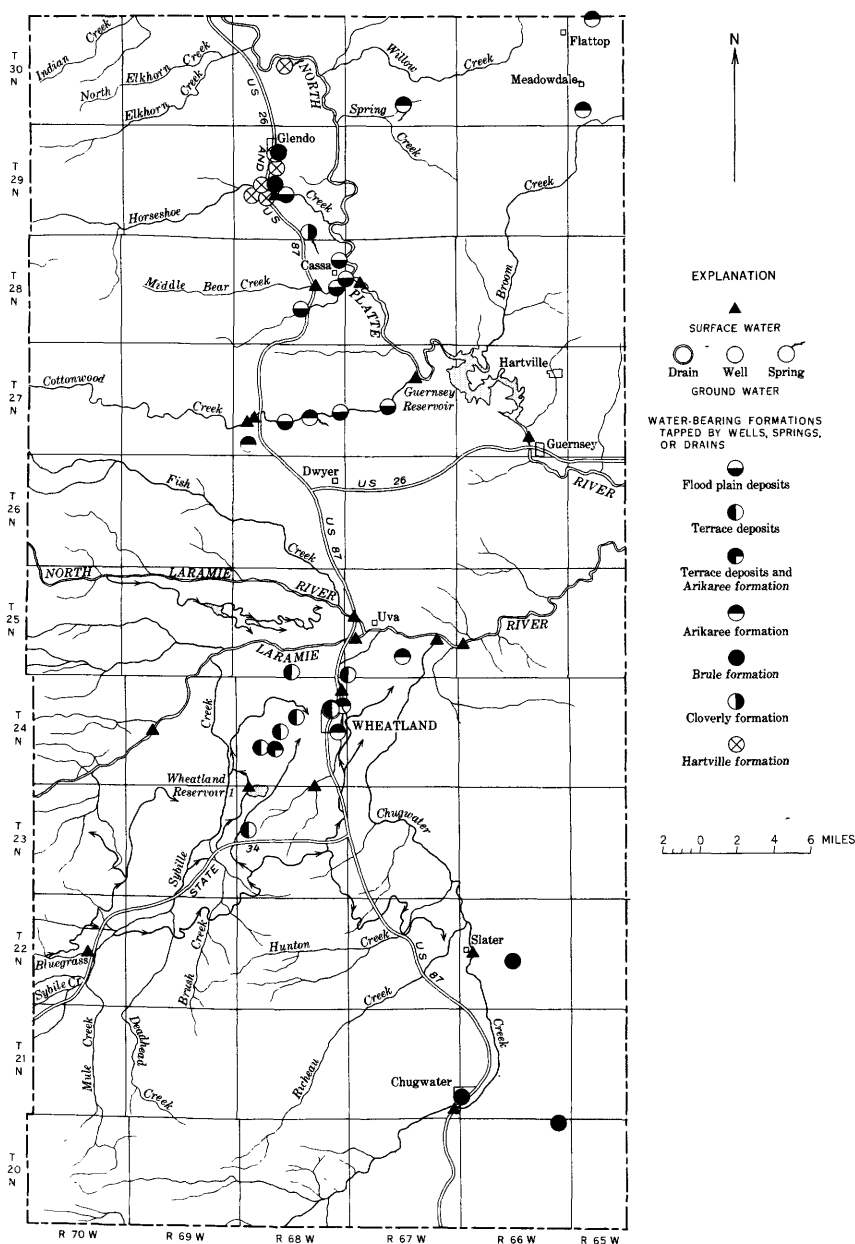 T
30
N
Indian Creek
North Elkhorn Creek
Elkhorn Creek
US
26
AND
US
87
NORTH
PLATTE
Willow Creek
Flattop
Meadowdale
Spring Creek
T
29
N
Glendo
Horseshoe Creek
Creek
T
28
N
Cassa
Middle Bear Creek
Broom
T
27
N
Cottonwood
Creek
Guernsey
Reservoir
Hartville
Guernsey
RIVER
T
26
N
Dwyer
US 26
Fish
Creek
US 87
T
25
N
NORTH LARAMIE
RIVER
Uva
LARAMIE
RIVER
T
24
N
Creek
WHEATLAND
Wheatland
Reservoir 1
T
23
N
Chugwater
Sybille
STATE
34
T
22
N
Bluegrass
Sybile Cr
Brush Creek
Hunton Creek
US
87
Slater
T
21
N
Mule Creek
Deadhead
Creek
Richeau Creek
Creek
Chugwater
T
20
N
R 70 W R 69 W R 68 W R 67 W R 66 W R 65 W
N
EXPLANATION
SURFACE WATER
Drain Well Spring
GROUND WATER
WATER-BEARING FORMATIONS
TAPPED BY WELLS, SPRINGS,
OR DRAINS
Flood plain deposits
Terrace deposits
Terrace deposits and
Arikaree formation
Arikaree formation
Brule formation
Cloverly formation
Hartville formation
2 0 2 4 6 MILES